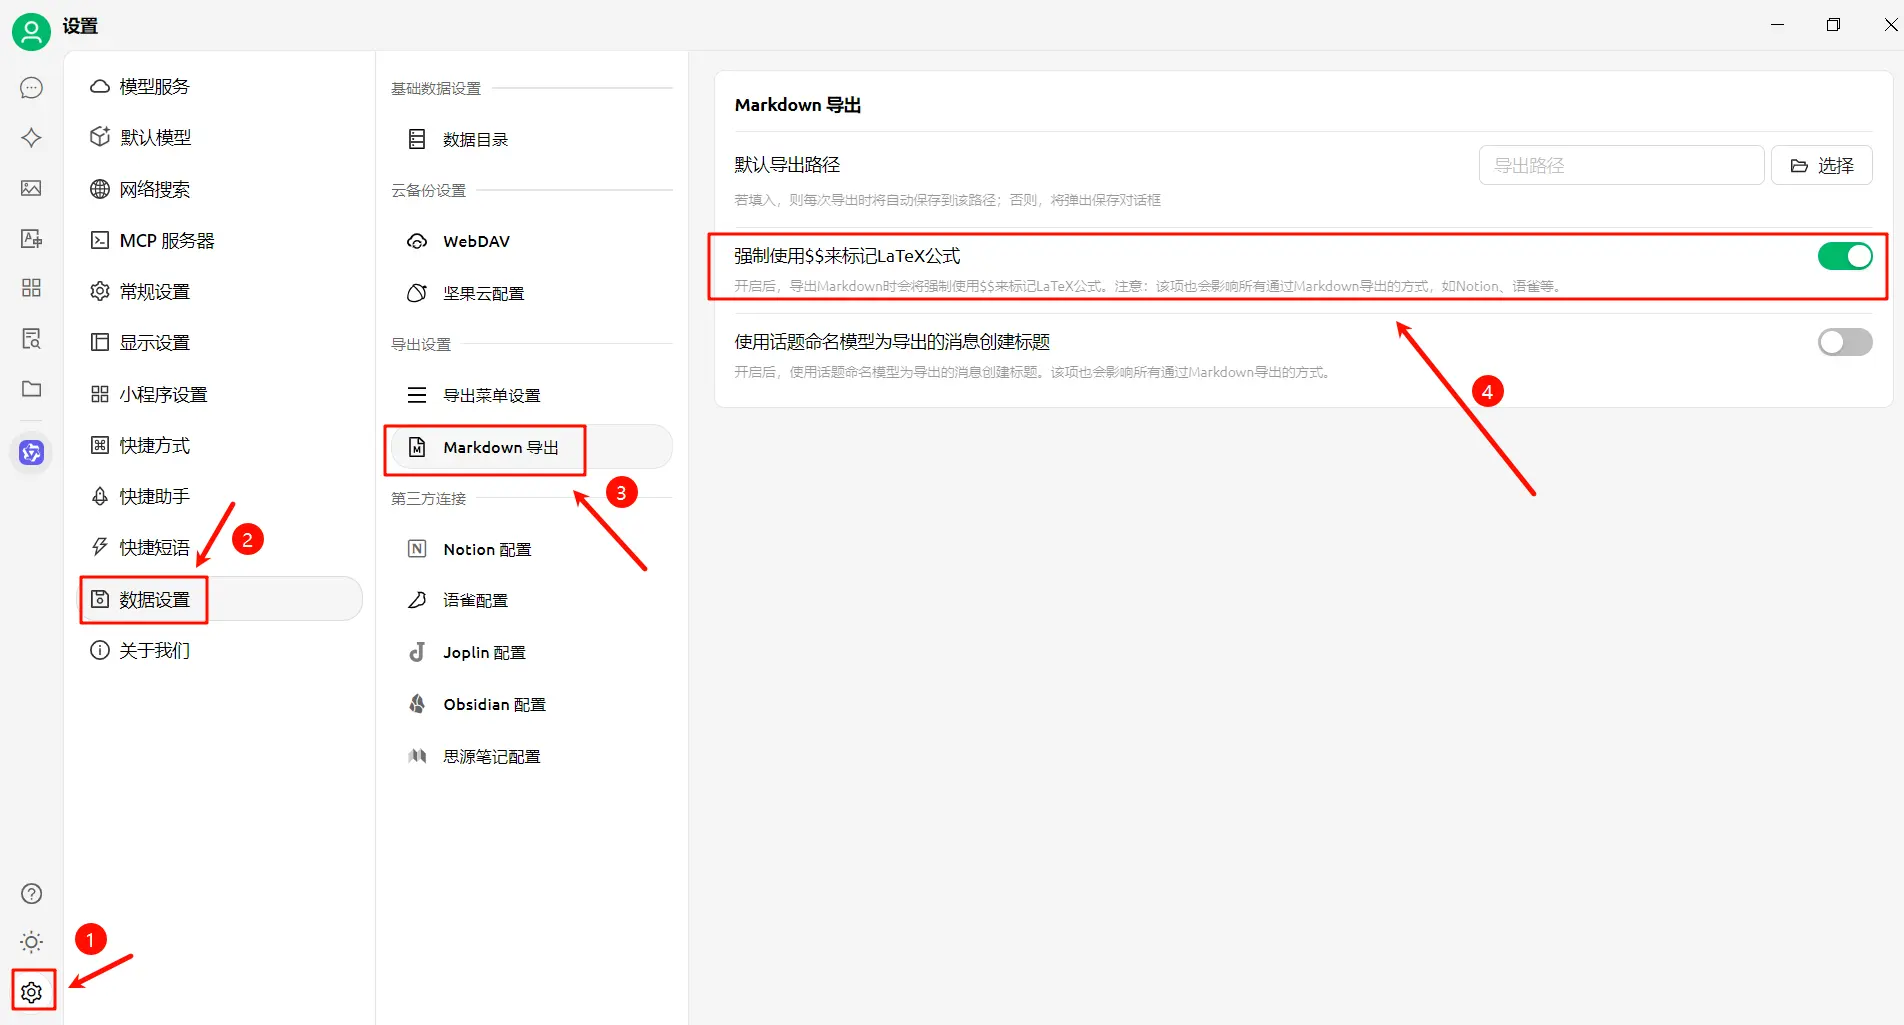 设置
模型服务
默认模型
网络搜索
MCP 服务器
常规设置
显示设置
小程序设置
快捷方式
快捷助手
快捷短语
2
数据设置
关于我们
1
基础数据设置
数据目录
云备份设置
WebDAV
坚果云配置
导出设置
导出菜单设置
Markdown 导出
3
第三方连接
Notion 配置
语雀配置
Joplin 配置
Obsidian 配置
思源笔记配置
Markdown 导出
默认导出路径
导出路径
选择
若填入，则每次导出时将自动保存到该路径；否则，将弹出保存对话框
强制使用$$来标记LaTeX公式
开启后，导出Markdown时会将强制使用$$来标记LaTeX公式。注意：该项也会影响所有通过Markdown导出的方式，如Notion、语雀等。
使用话题命名模型为导出的消息创建标题
开启后，使用话题命名模型为导出的消息创建标题。该项也会影响所有通过Markdown导出的方式。
4